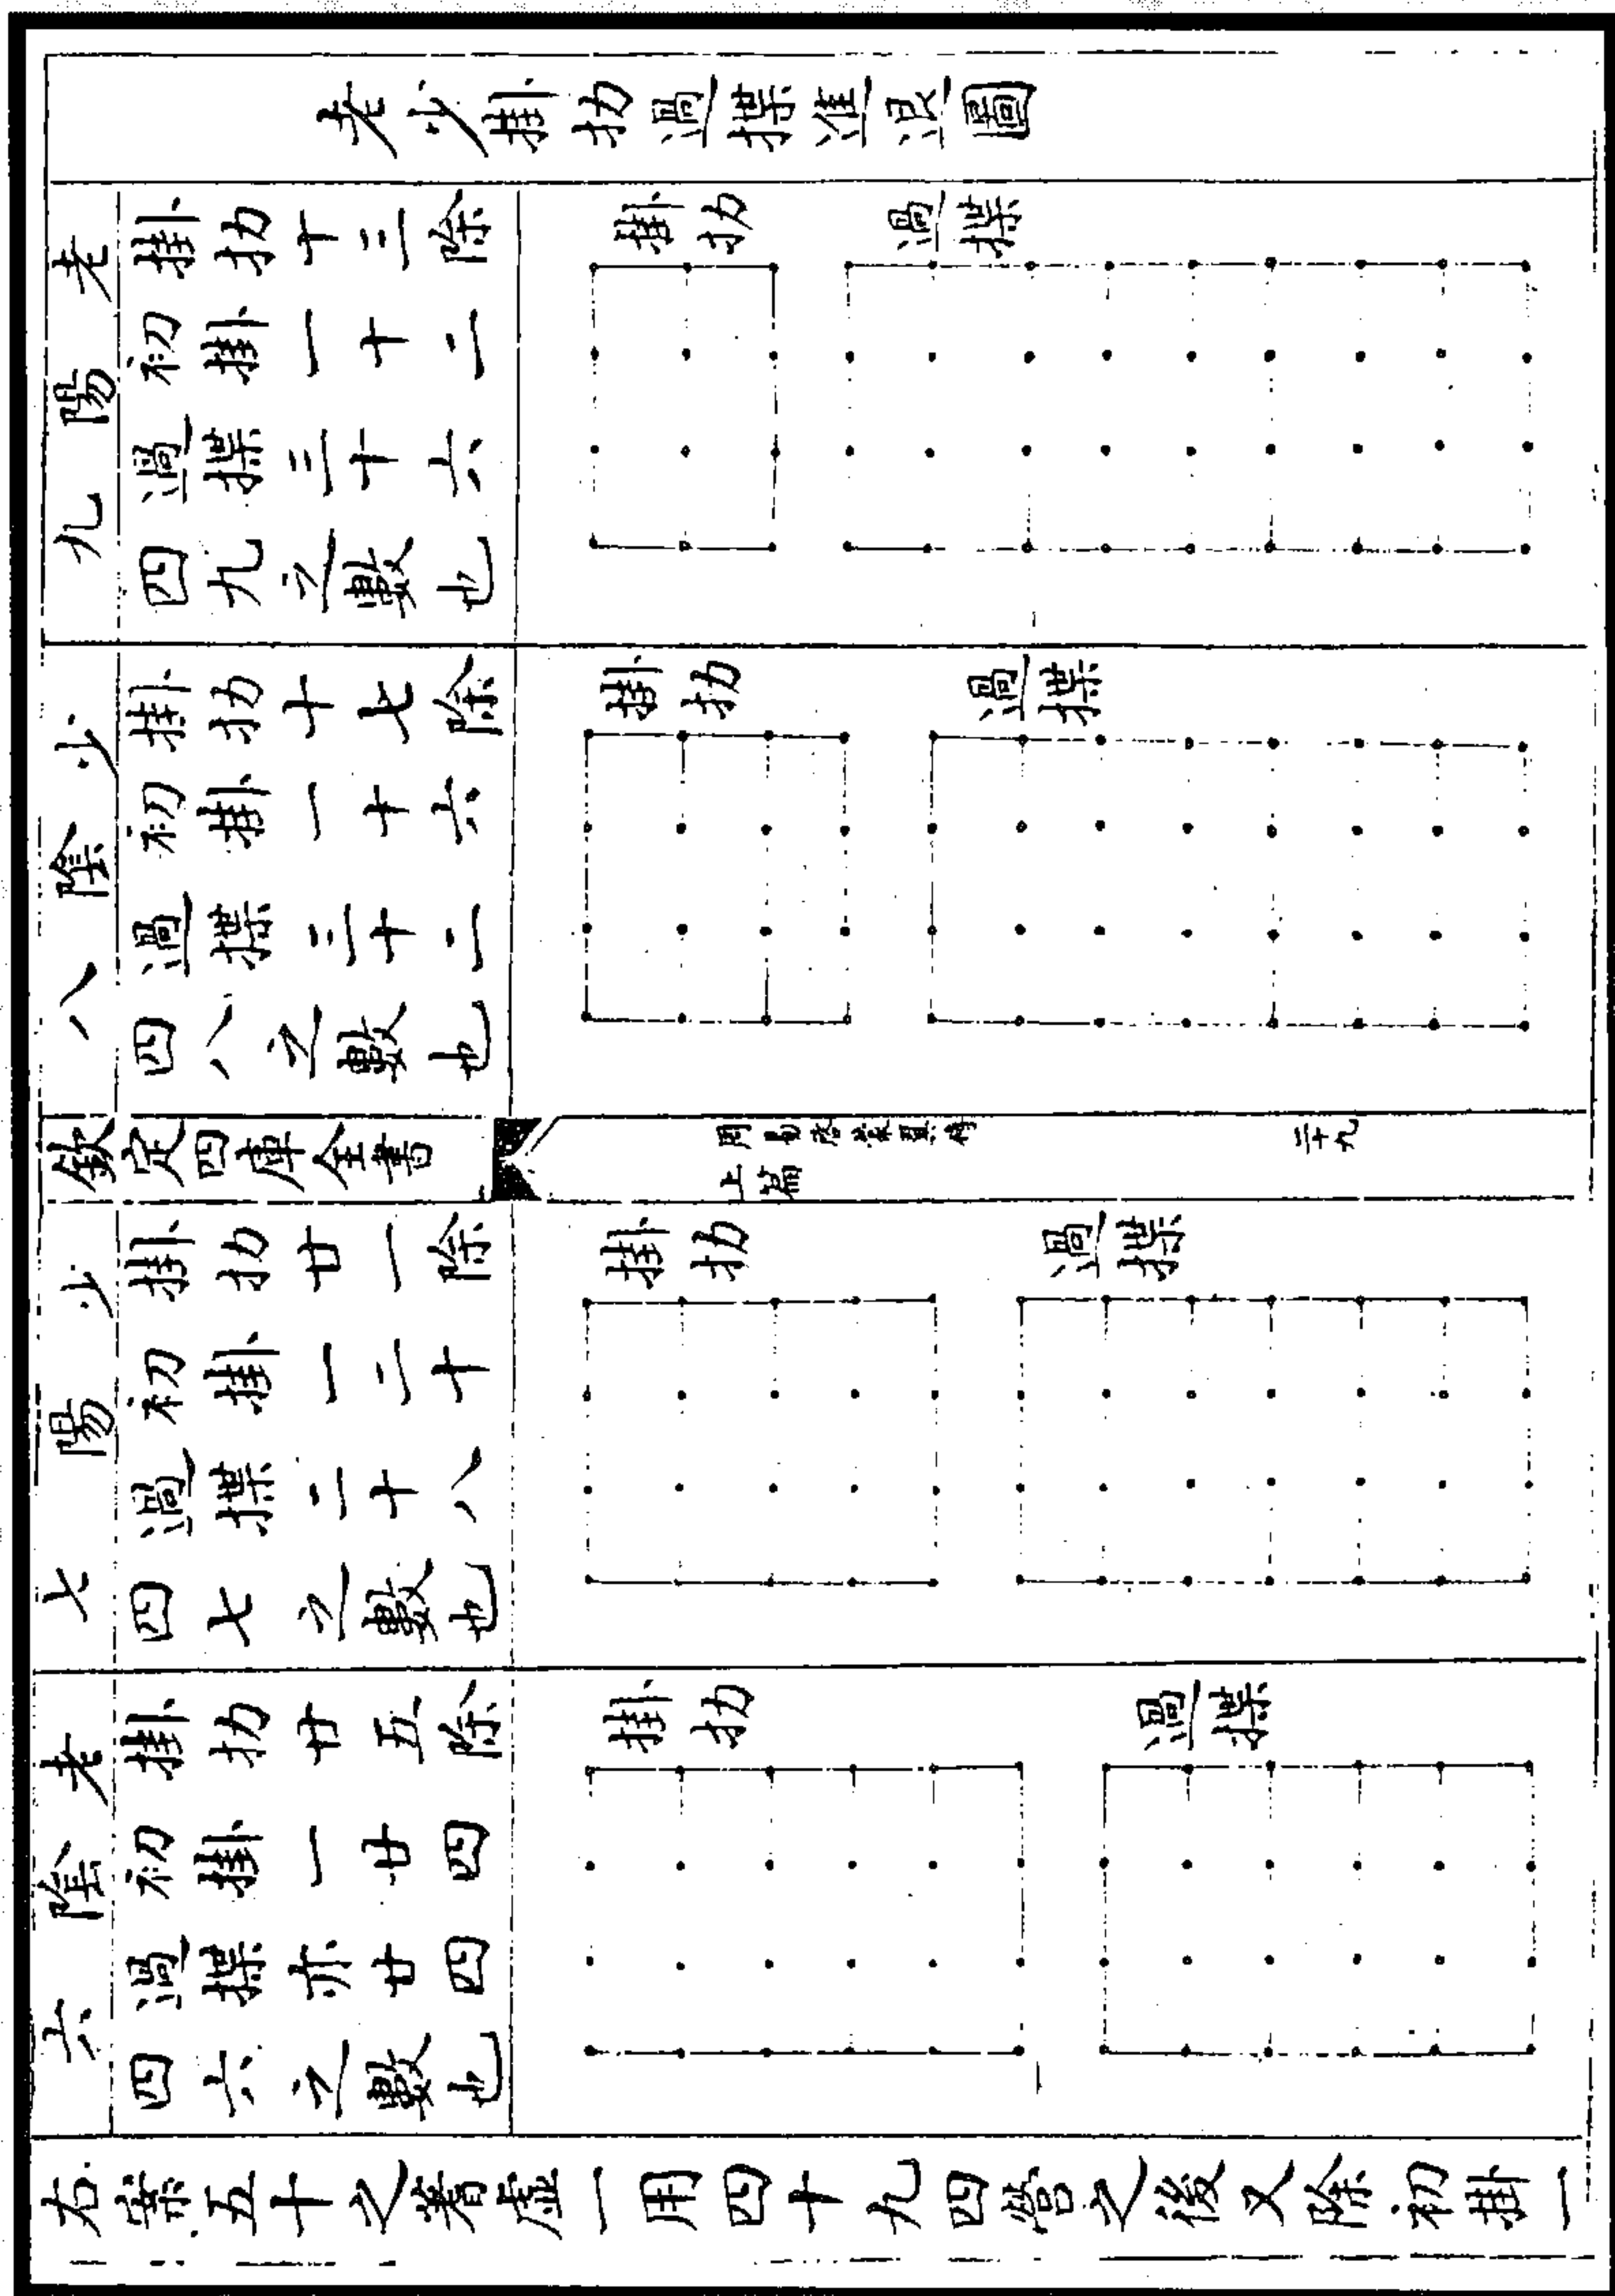 老少掛扐過揲進退圖
老陽九
掛扐十三除
初掛一十二
過揲三十六
四九之數也
掛扐
過揲
少陰八
掛扐十七除
初掛一十六
過揲三十二
四八之數也
掛扐
過揲
欽定四庫全書
周易啓蒙翼傳
上篇
二十九
少陽七
掛扐廿一除
初掛一二十
過揲二十八
四七之數也
掛扐
過揲
老陰六
掛扐廿五除
初掛一廿四
過揲亦廿四
四六之數也
掛扐
過揲
右案五十之蓍虛一用四十九四營之後又除初掛一